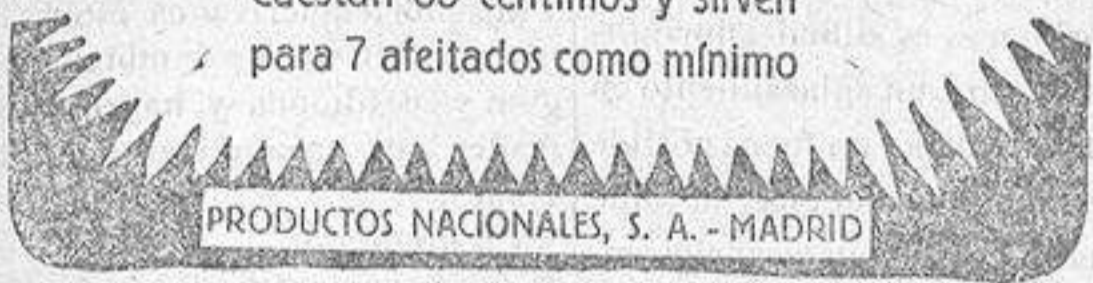 cuestan céntimos y sirven
para 7 afeitados como mínimo
PRODUCTOS NACIONALES, S. A. - MADRID